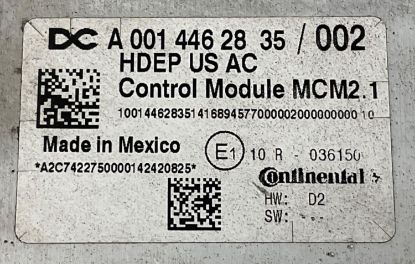 DC A 001 446 28 35 / 002
HDEP US AC
Control Module MCM2.1
10014462835141689457700000200000000010
Made in Mexico
E1 10 R - 036150
*A2C7422750000142420825*
Continental
HW: D2
SW: ---